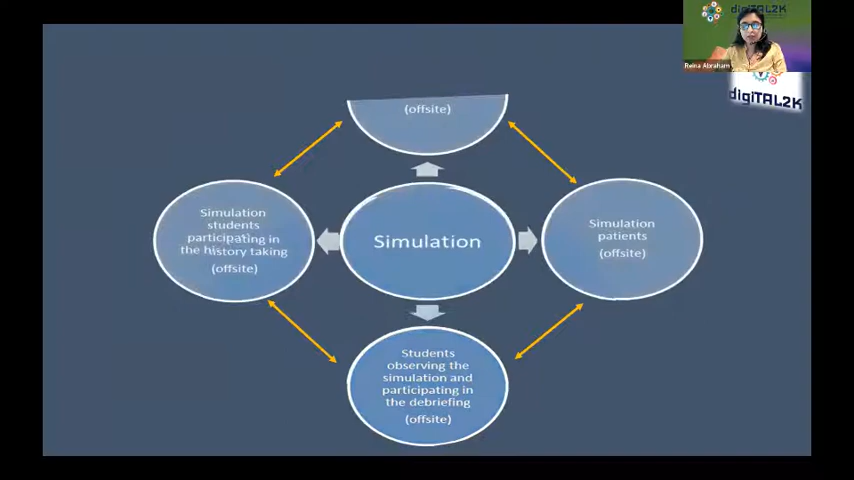 digiTAL2K
Reina Abraham
digiTAL2K
(offsite)
Simulation
students
participating in
the history taking
(offsite)
Simulation
Simulation
patients
(offsite)
Students
observing the
simulation and
participating in
the debriefing
(offsite)